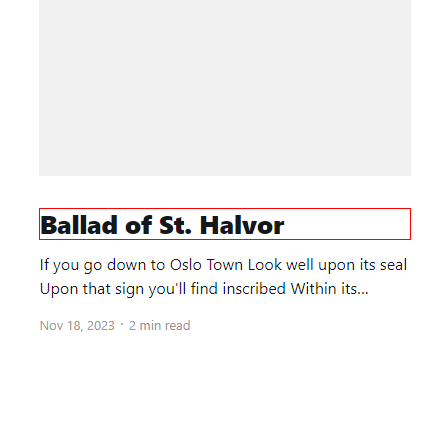 Ballad of St. Halvor
If you go down to Oslo Town Look well upon its seal
Upon that sign you'll find inscribed Within its...
Nov 18, 2023 · 2 min read